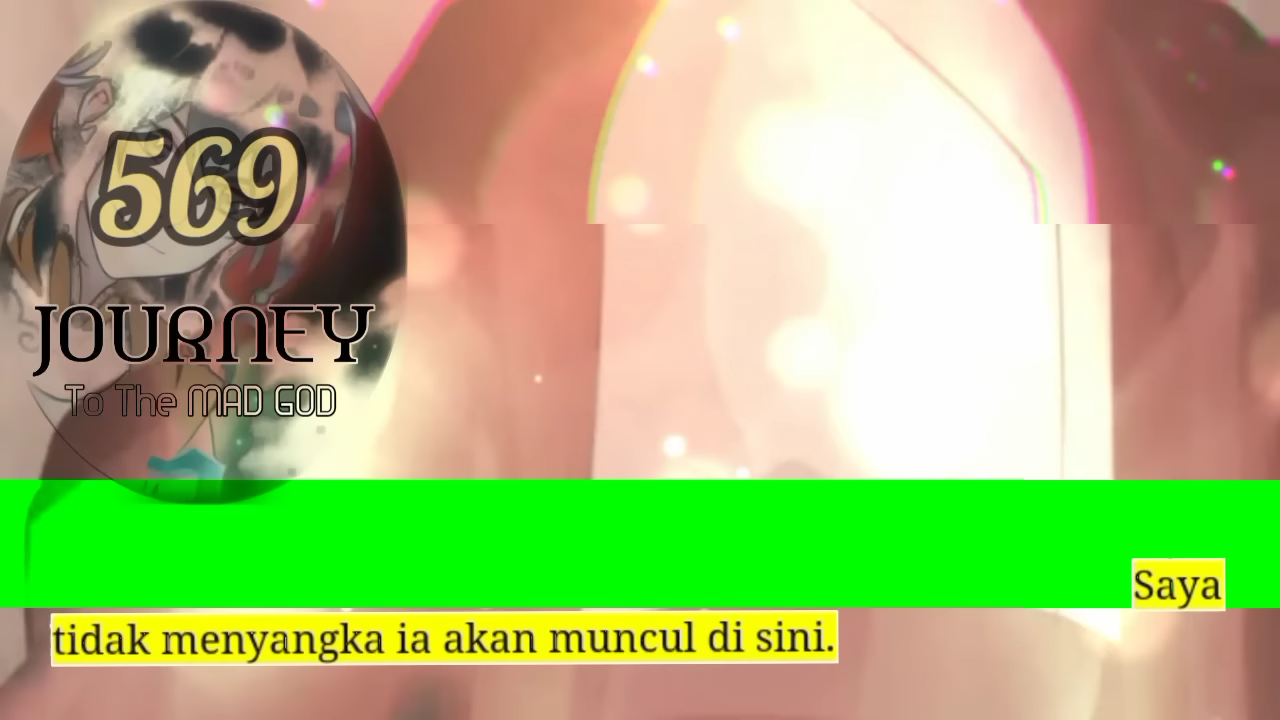 569
JOURNEY
To The MAD GOD
Saya
tidak menyangka ia akan muncul di sini.